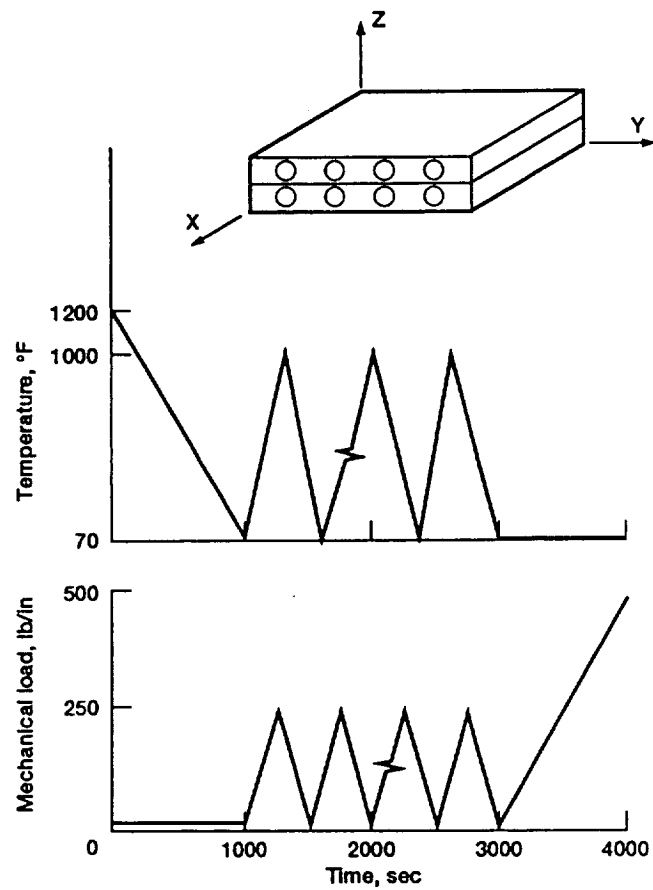 Z
Y
X
1200
1000
70
Temperature, °F
500
250
Mechanical load, lb/in
0 1000 2000 3000 4000
Time, sec